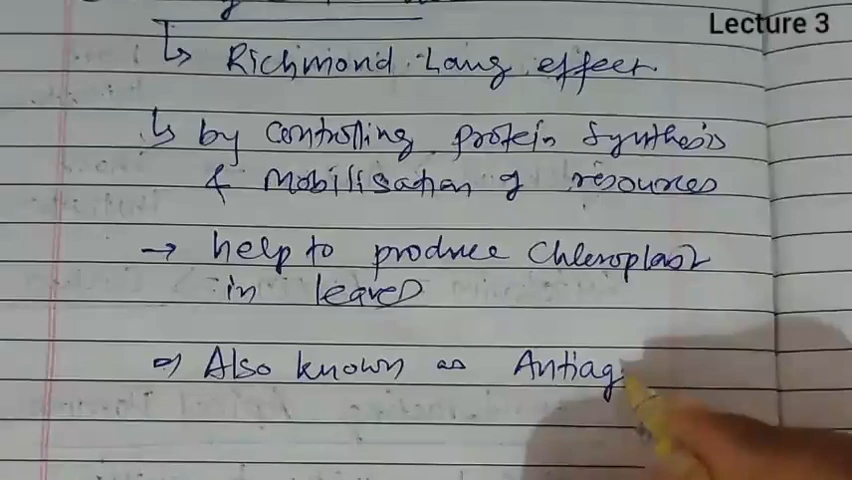 Lecture 3
↳ Richmond Lang effect
↳ by controlling protein synthesis
& Mobilisation of resources
→ help to produce Chloroplast
in leaves
⇒ Also known as Antiag